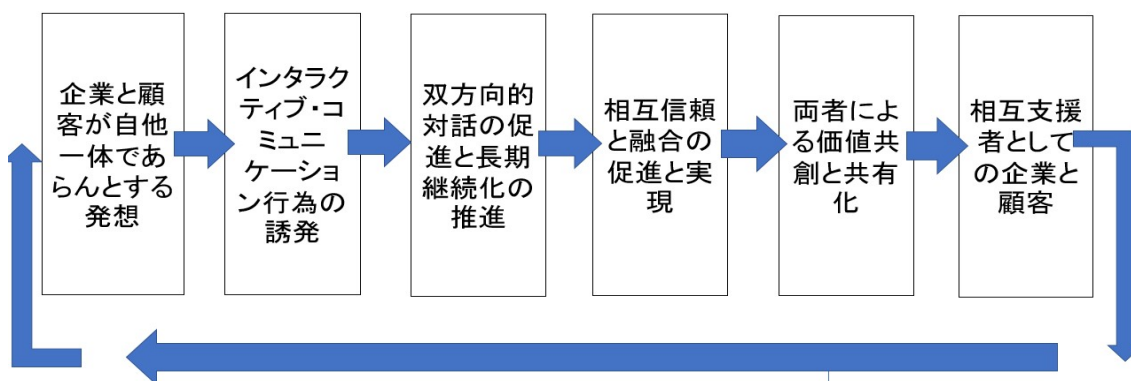 企業と顧
客が自他
一体であ
らんとする
発想
インタラク
ティブ・コ
ミュニ
ケーショ
ン行為の
誘発
双方向的
対話の促
進と長期
継続化の
推進
相互信頼
と融合の
促進と実
現
両者によ
る価値共
創と共有
化
相互支援
者として
の企業と
顧客